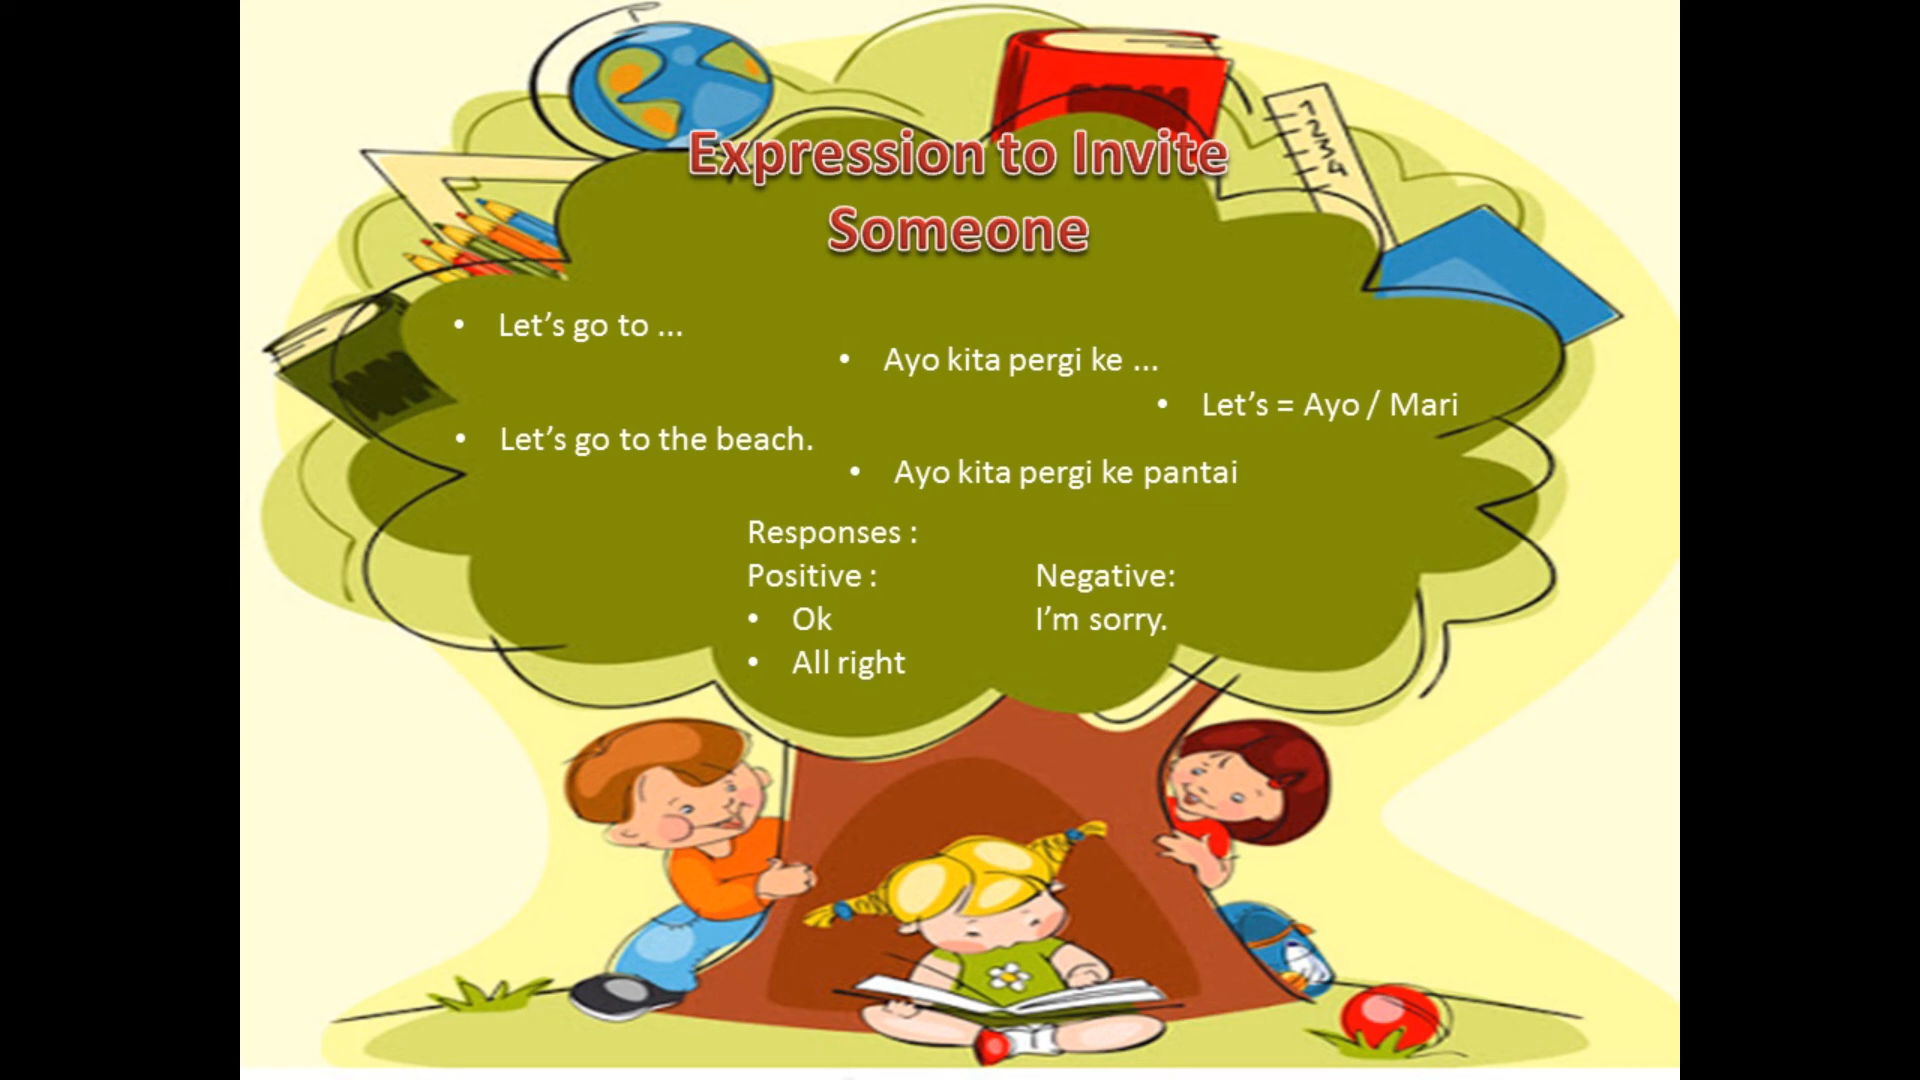 Expression to Invite
Someone
• Let’s go to ...
• Ayo kita pergi ke ...
• Let’s = Ayo / Mari
• Let’s go to the beach.
• Ayo kita pergi ke pantai
Responses :
Positive : Negative:
• Ok I’m sorry.
• All right